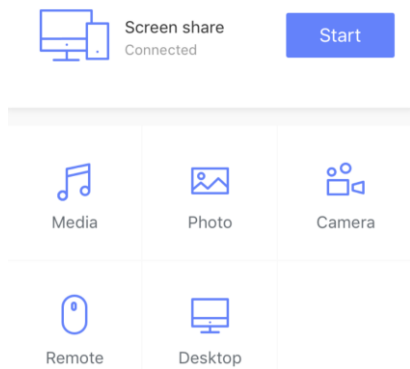 Screen share
Connected
Start
Media
Photo
Camera
Remote
Desktop